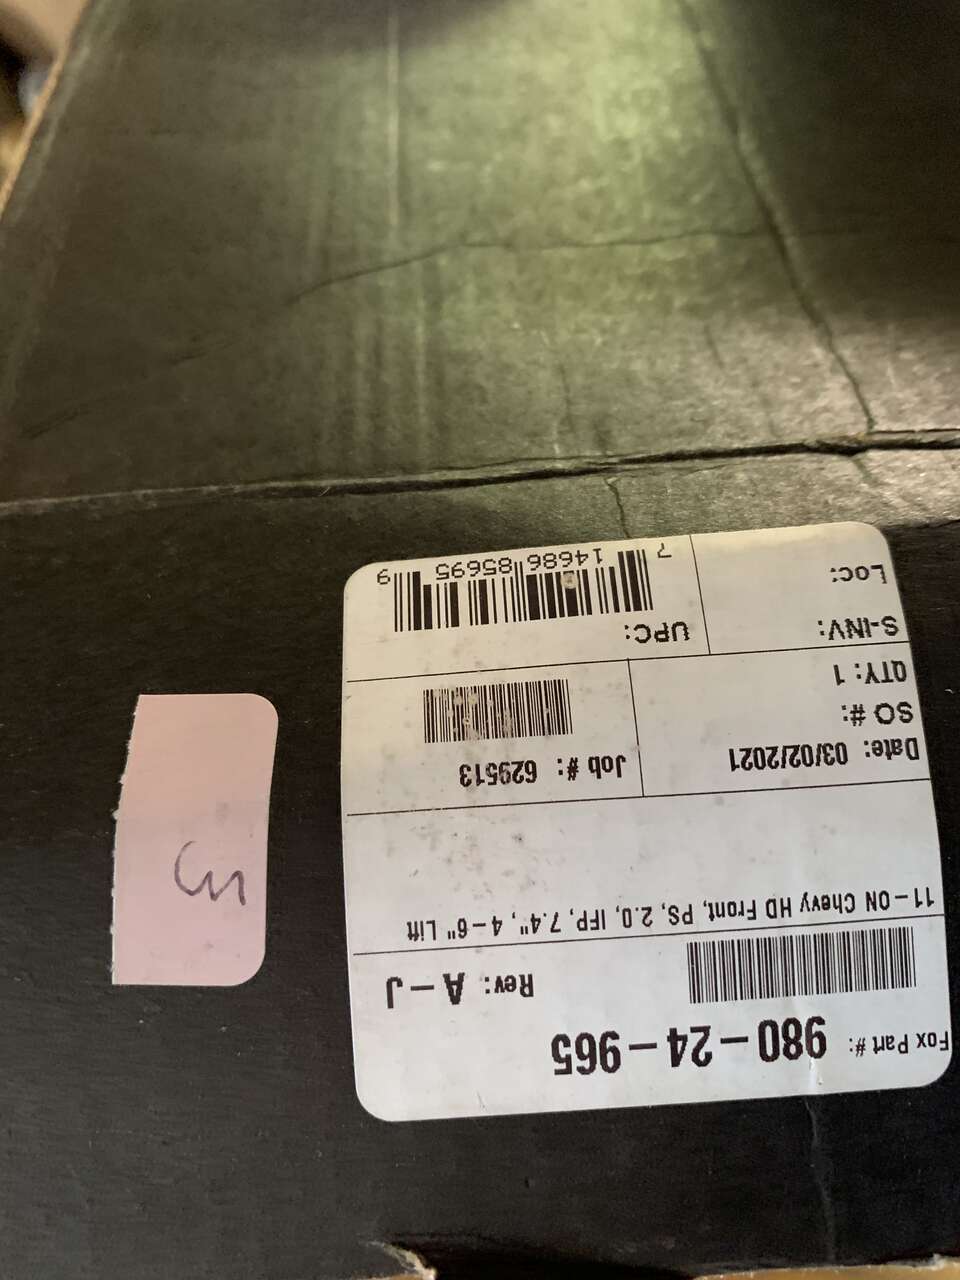 Fox Part #: 980-24-965
Rev: A-J
11-ON Chevy HD Front, PS, 2.0, IFP, 7.4", 4-6" Lift
Date: 03/02/2021
SO #:
QTY: 1
Job #: 629513
S-INV:
Loc:
UPC:
7 14686 85695 9